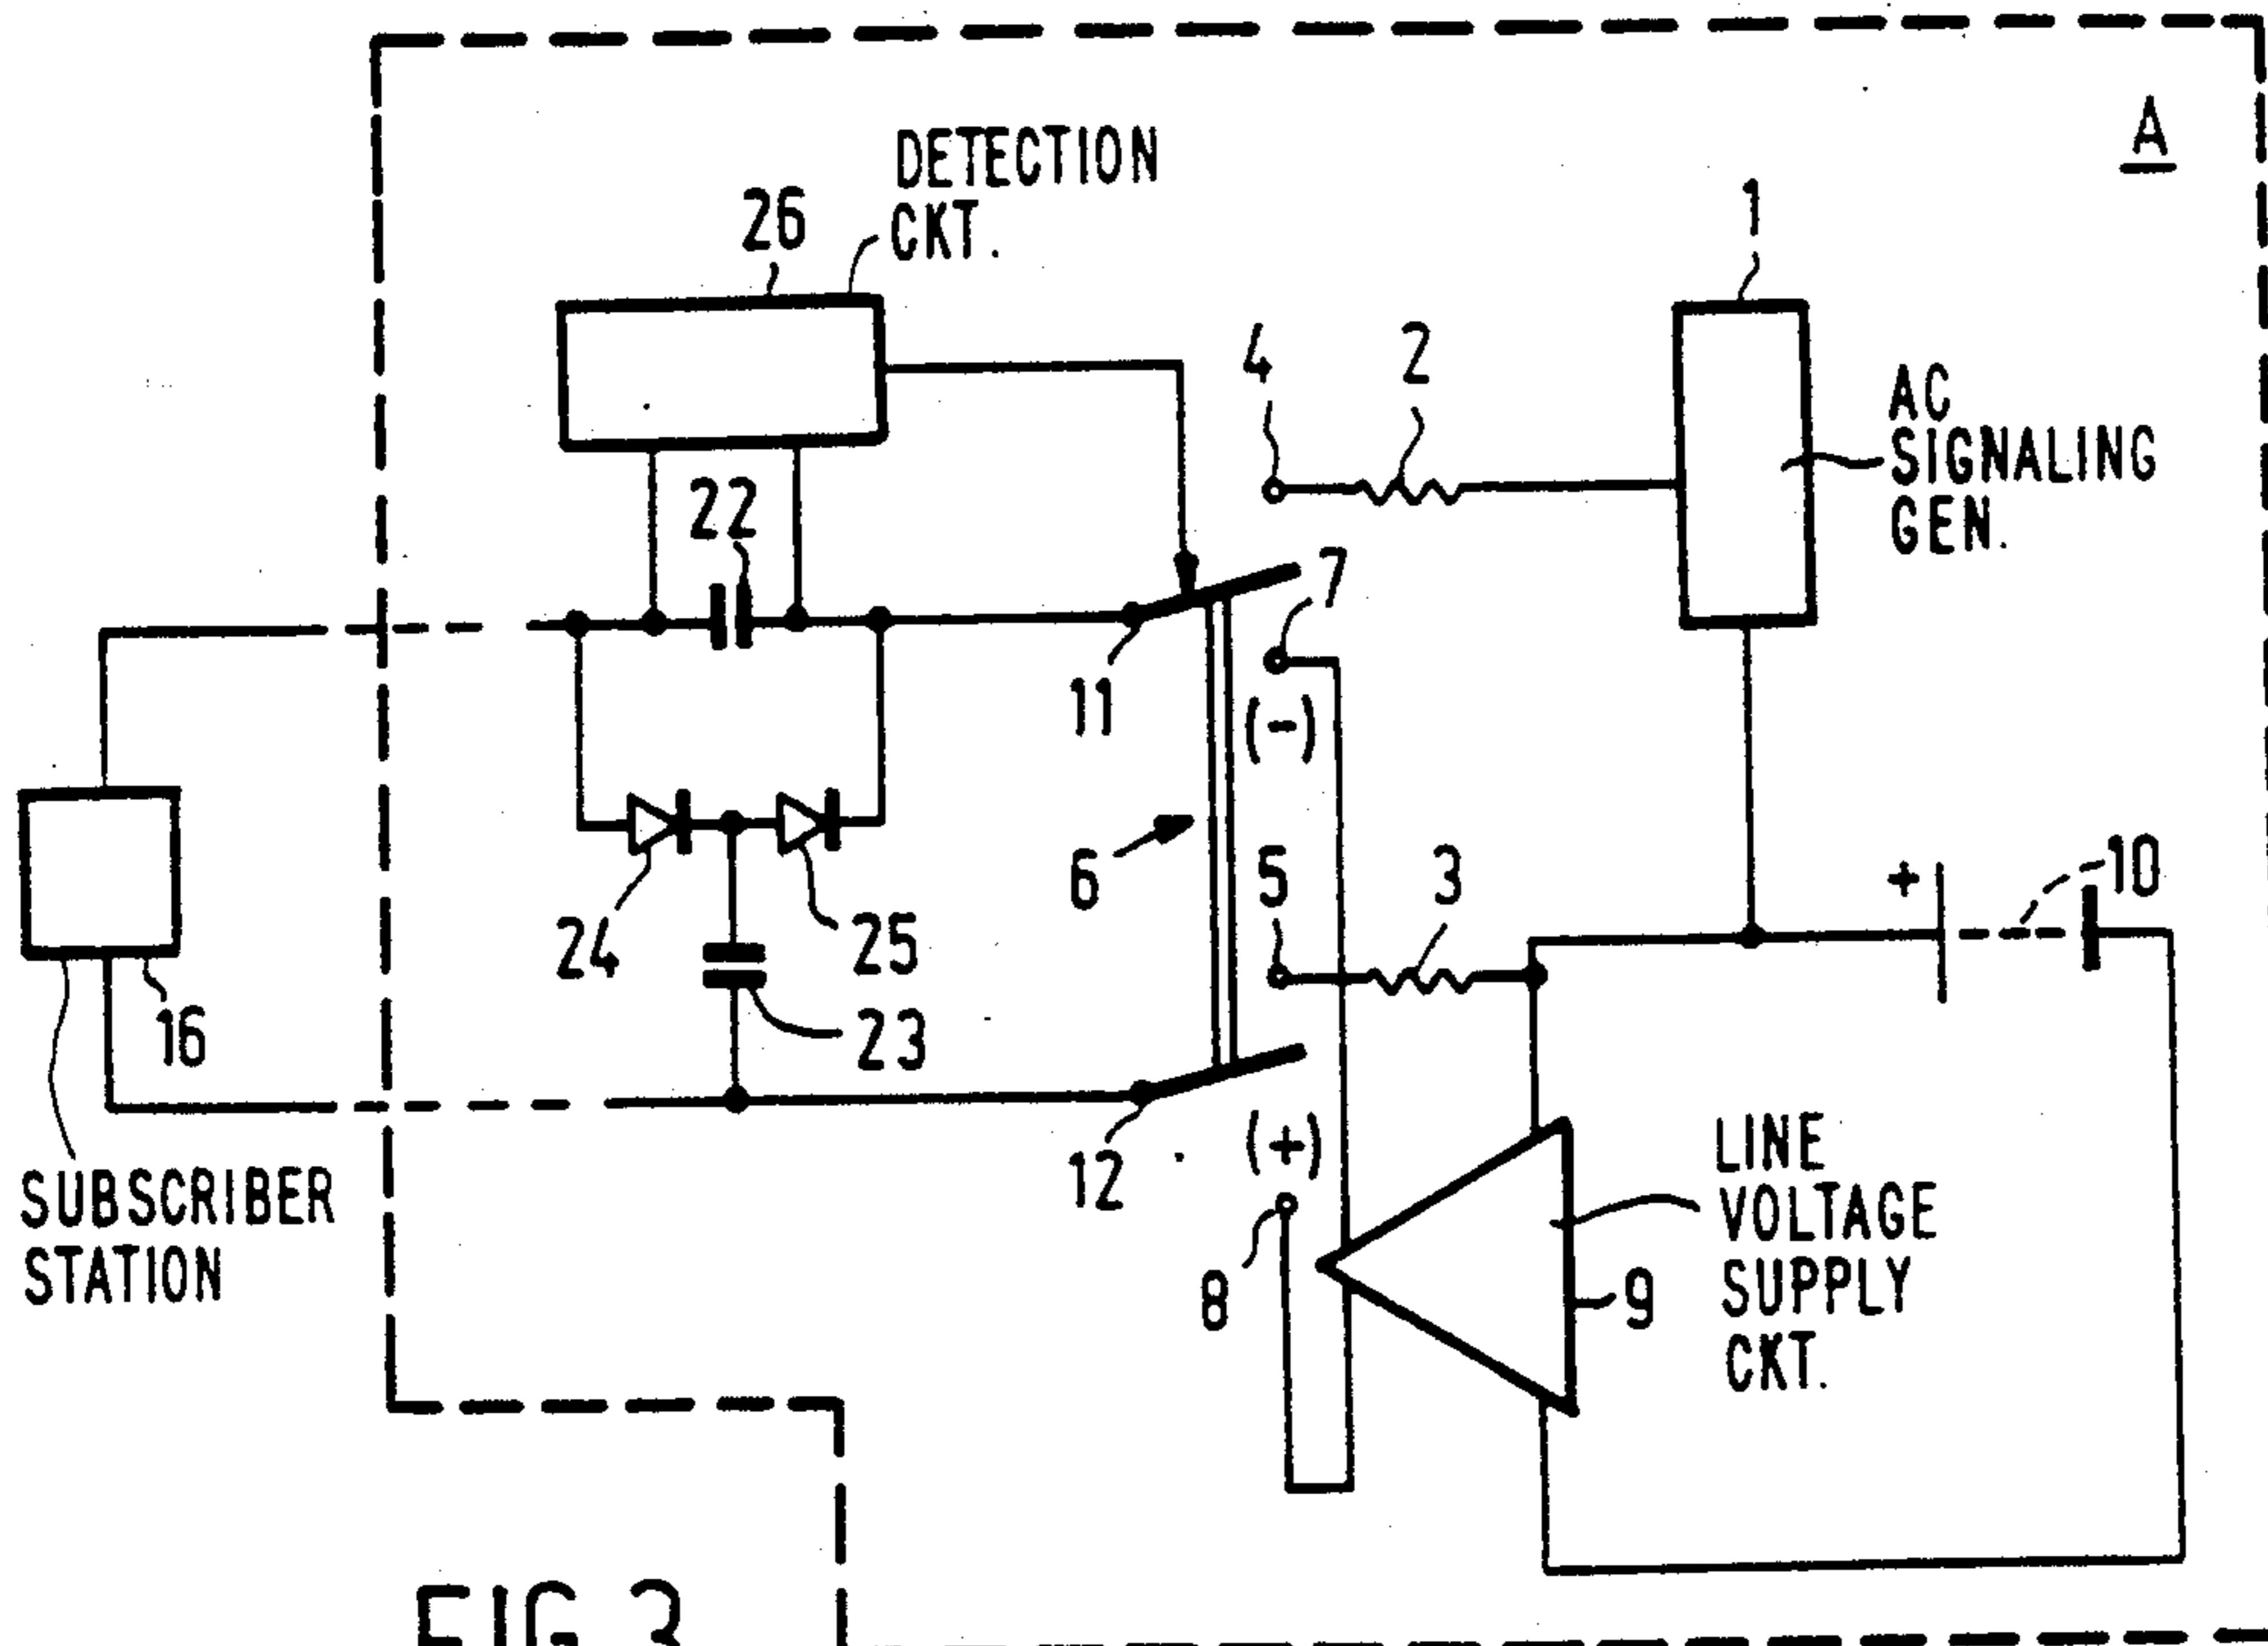 A
DETECTION
CKT.
26
1
4
2
AC
SIGNALING
GEN.
22
7
11
(-)
6
5
3
+
10
24
25
16
23
12
(+)
8
9
LINE
VOLTAGE
SUPPLY
CKT.
SUBSCRIBER
STATION
FIG. 3